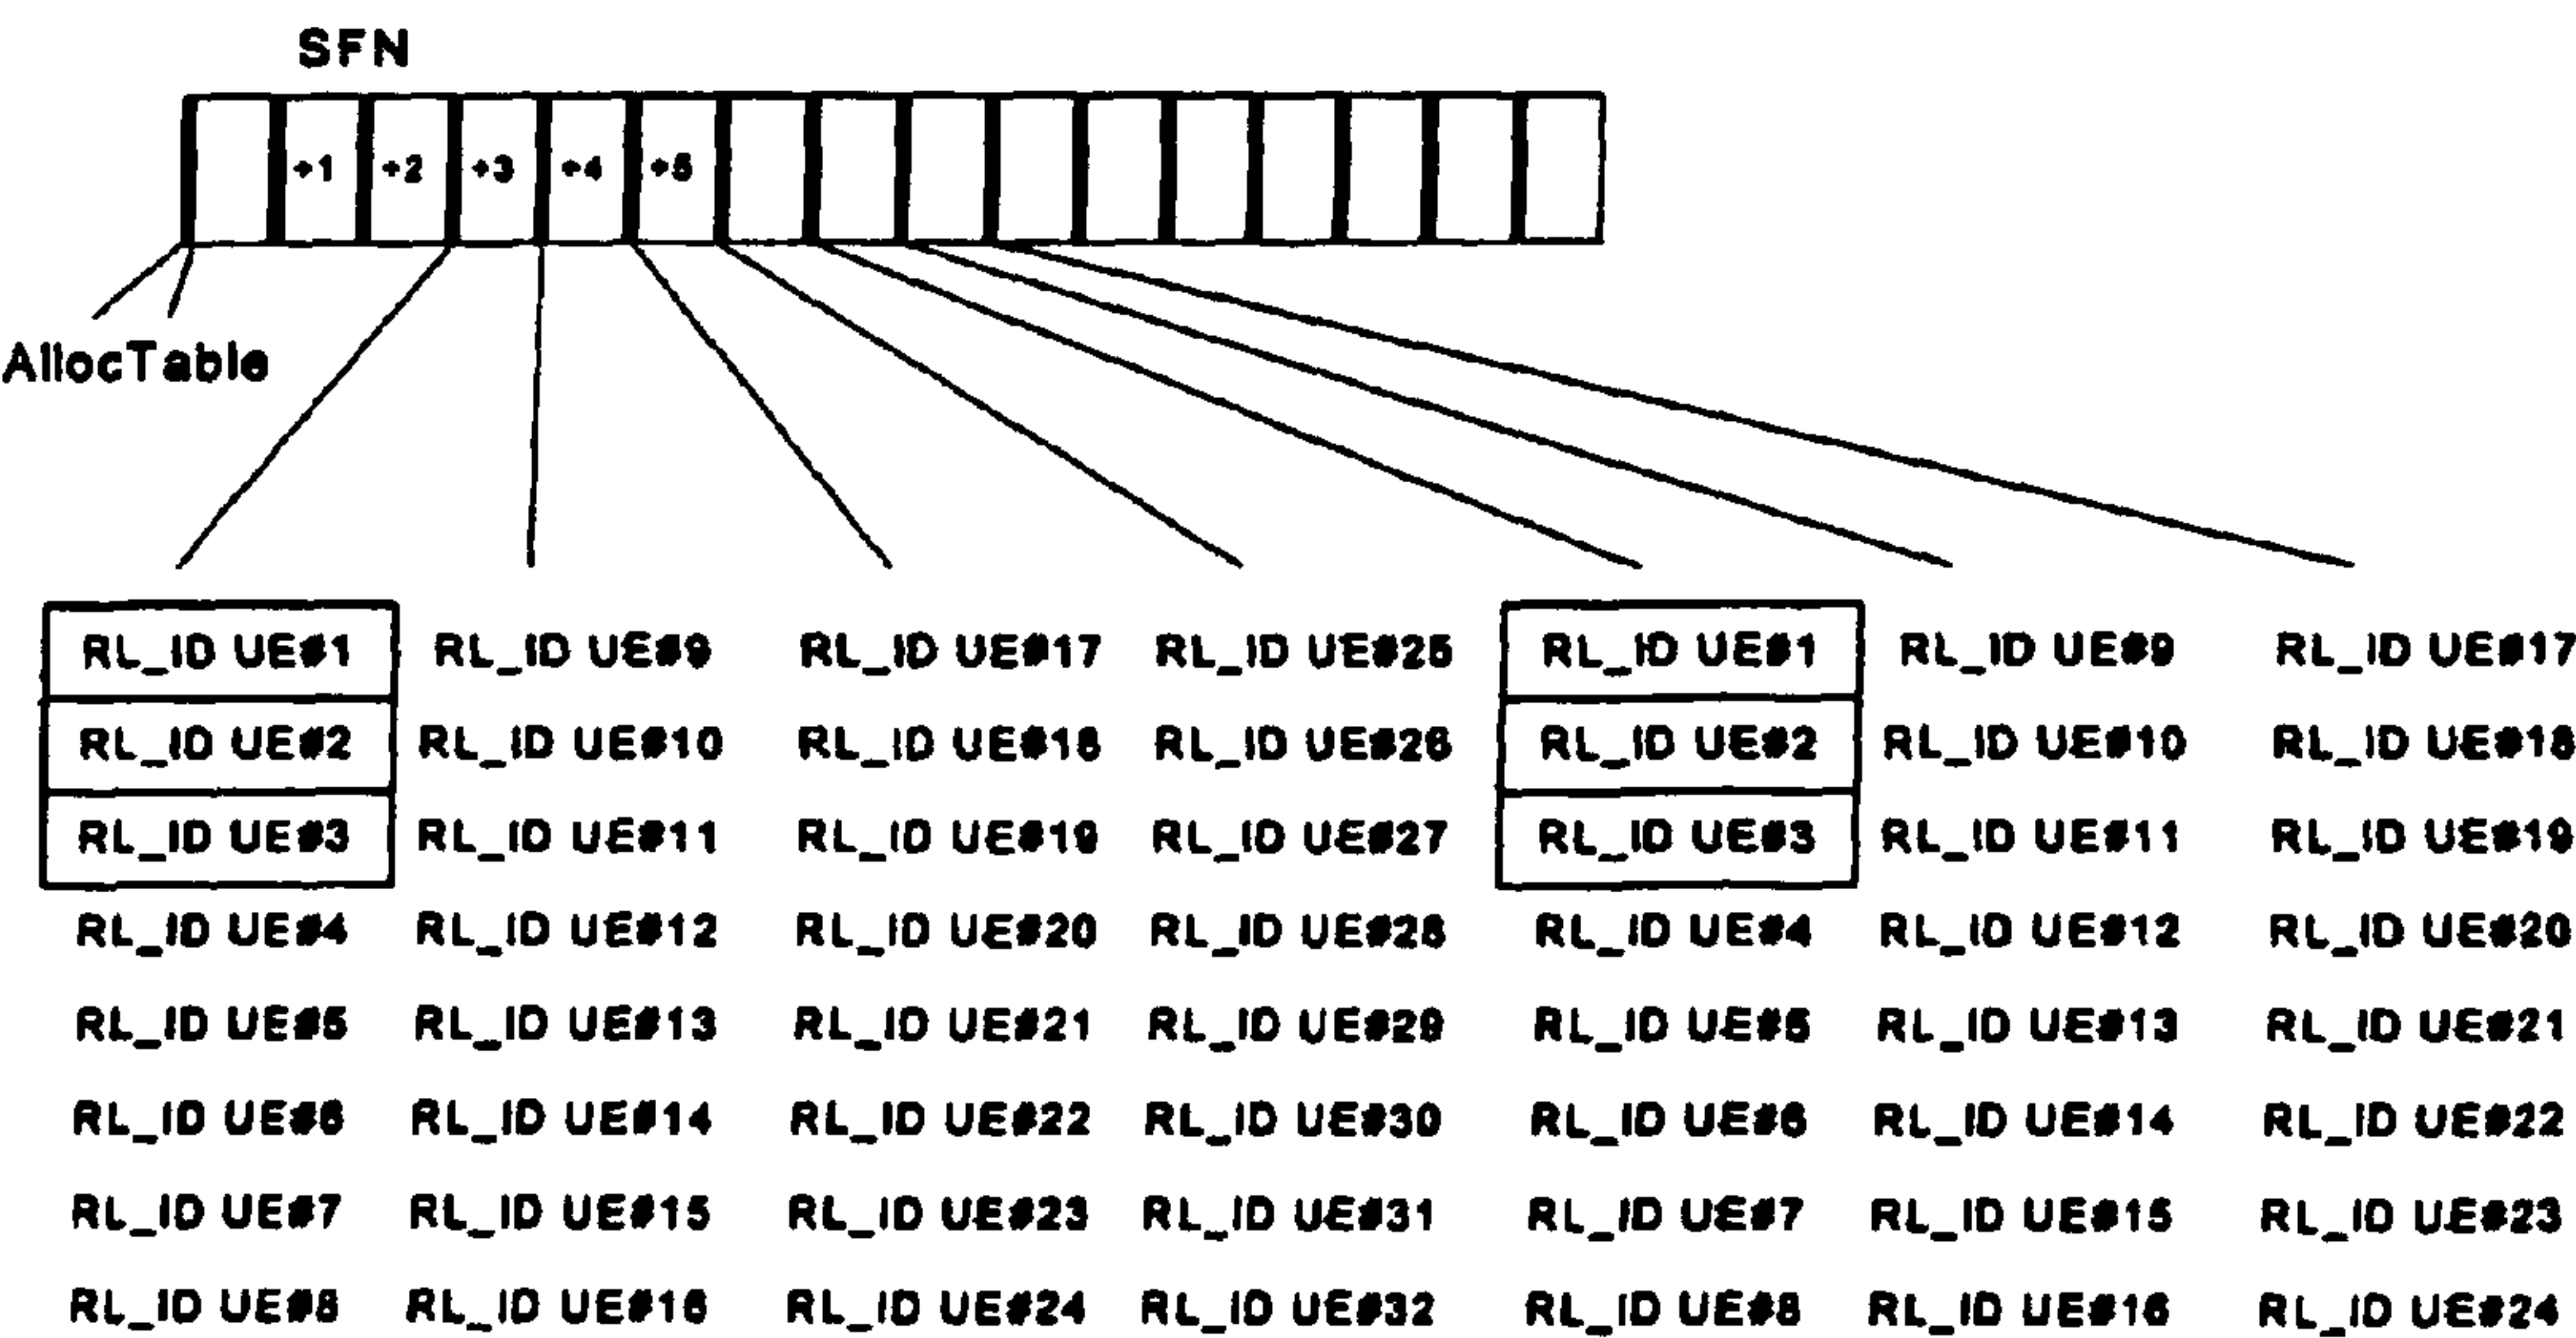 SFN
+1 +2 +3 +4 +5
AllocTable
RL_ID UE#1 RL_ID UE#9 RL_ID UE#17 RL_ID UE#25 RL_ID UE#1 RL_ID UE#9 RL_ID UE#17
RL_ID UE#2 RL_ID UE#10 RL_ID UE#18 RL_ID UE#26 RL_ID UE#2 RL_ID UE#10 RL_ID UE#18
RL_ID UE#3 RL_ID UE#11 RL_ID UE#19 RL_ID UE#27 RL_ID UE#3 RL_ID UE#11 RL_ID UE#19
RL_ID UE#4 RL_ID UE#12 RL_ID UE#20 RL_ID UE#28 RL_ID UE#4 RL_ID UE#12 RL_ID UE#20
RL_ID UE#5 RL_ID UE#13 RL_ID UE#21 RL_ID UE#29 RL_ID UE#5 RL_ID UE#13 RL_ID UE#21
RL_ID UE#6 RL_ID UE#14 RL_ID UE#22 RL_ID UE#30 RL_ID UE#6 RL_ID UE#14 RL_ID UE#22
RL_ID UE#7 RL_ID UE#15 RL_ID UE#23 RL_ID UE#31 RL_ID UE#7 RL_ID UE#15 RL_ID UE#23
RL_ID UE#8 RL_ID UE#16 RL_ID UE#24 RL_ID UE#32 RL_ID UE#8 RL_ID UE#16 RL_ID UE#24